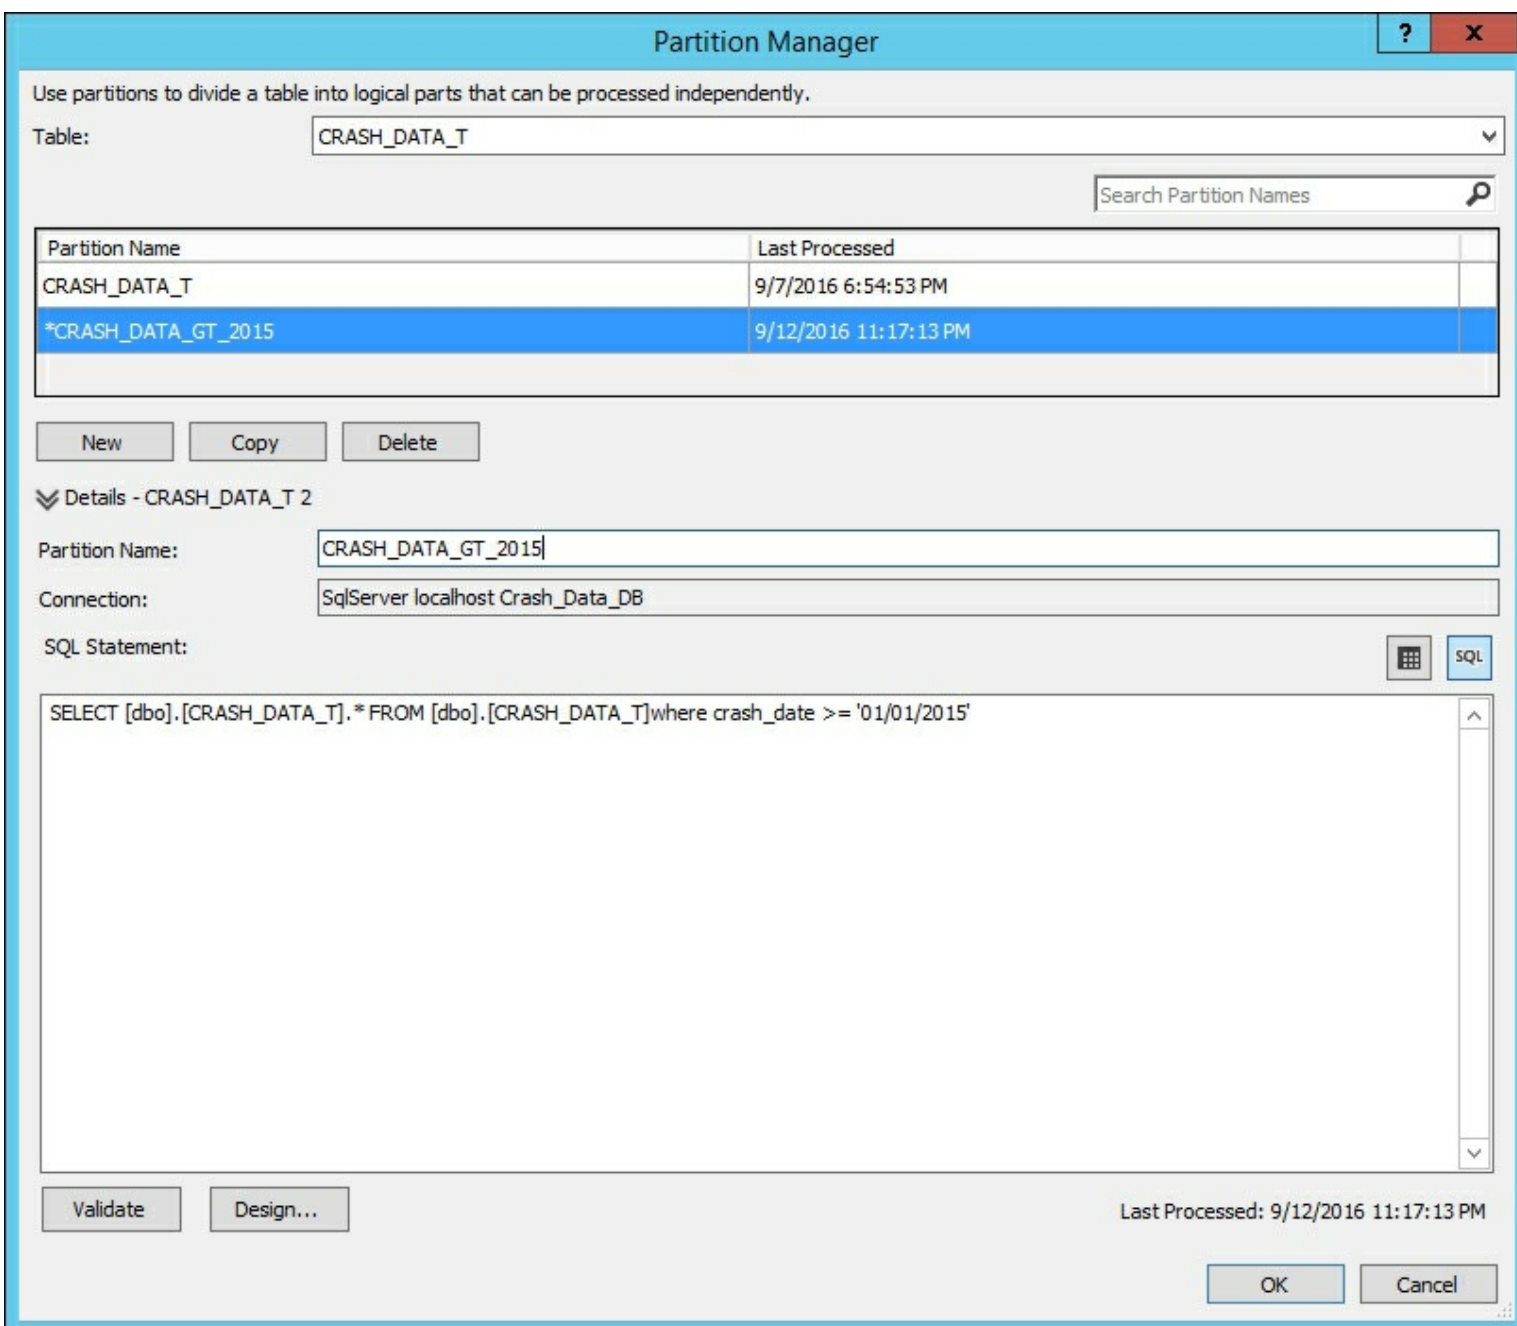 Partition Manager
?
x
Use partitions to divide a table into logical parts that can be processed independently.
Table: CRASH_DATA_T
Search Partition Names
Partition Name Last Processed
CRASH_DATA_T 9/7/2016 6:54:53 PM
*CRASH_DATA_GT_2015 9/12/2016 11:17:13 PM
New Copy Delete
Details - CRASH_DATA_T 2
Partition Name: CRASH_DATA_GT_2015
Connection: SqlServer localhost Crash_Data_DB
SQL Statement:
SQL
SELECT [dbo].[CRASH_DATA_T].* FROM [dbo].[CRASH_DATA_T]where crash_date >= '01/01/2015'
Validate Design... Last Processed: 9/12/2016 11:17:13 PM
OK Cancel